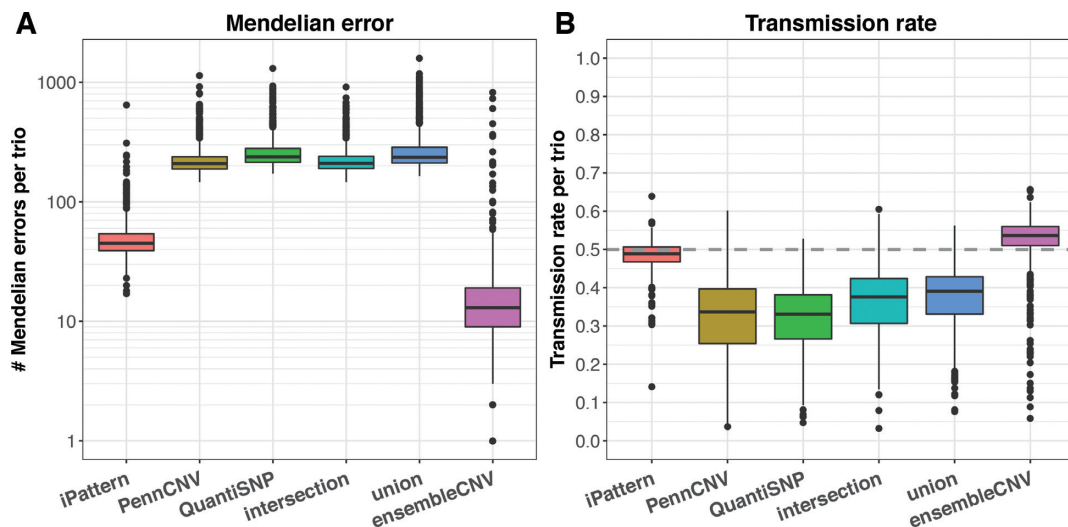 A
Mendelian error
# Mendelian errors per trio
1000
100
10
1
iPattern
PennCNV
QuantiSNP
intersection
union
ensembleCNV
B
Transmission rate
Transmission rate per trio
1.0
0.9
0.8
0.7
0.6
0.5
0.4
0.3
0.2
0.1
0.0
iPattern
PennCNV
QuantiSNP
intersection
union
ensembleCNV